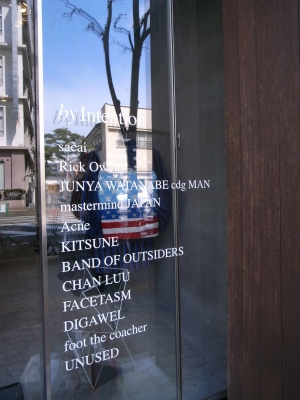 by Intention
sacai
Rick Owens
JUNYA WATANABE cdg MAN
mastermind JAPAN
Acne
KITSUNE
BAND OF OUTSIDERS
CHAN LUU
FACETASM
DIGAWEL
foot the coacher
UNUSED